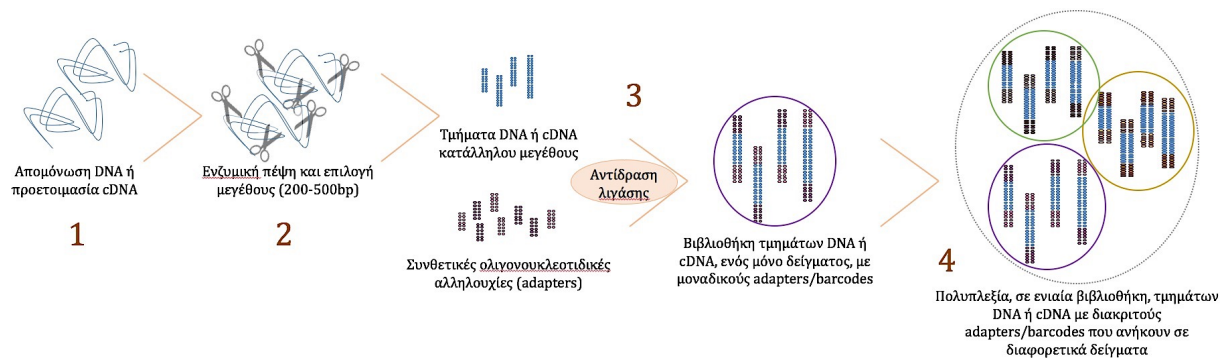 Απομόνωση DNA ή
προετοιμασία cDNA
1
Ενζυμική πέψη και επιλογή
μεγέθους (200-500bp)
2
Τμήματα DNA ή cDNA
κατάλληλου μεγέθους
Συνθετικές ολιγονουκλεοτιδικές
αλληλουχίες (adapters)
3
Αντίδραση
λιγάσης
Βιβλιοθήκη τμημάτων DNA ή
cDNA, ενός μόνο δείγματος, με
μοναδικούς adapters/barcodes
4
Πολυπλεξία, σε ενιαία βιβλιοθήκη, τμημάτων
DNA ή cDNA με διακριτούς
adapters/barcodes που ανήκουν σε
διαφορετικά δείγματα